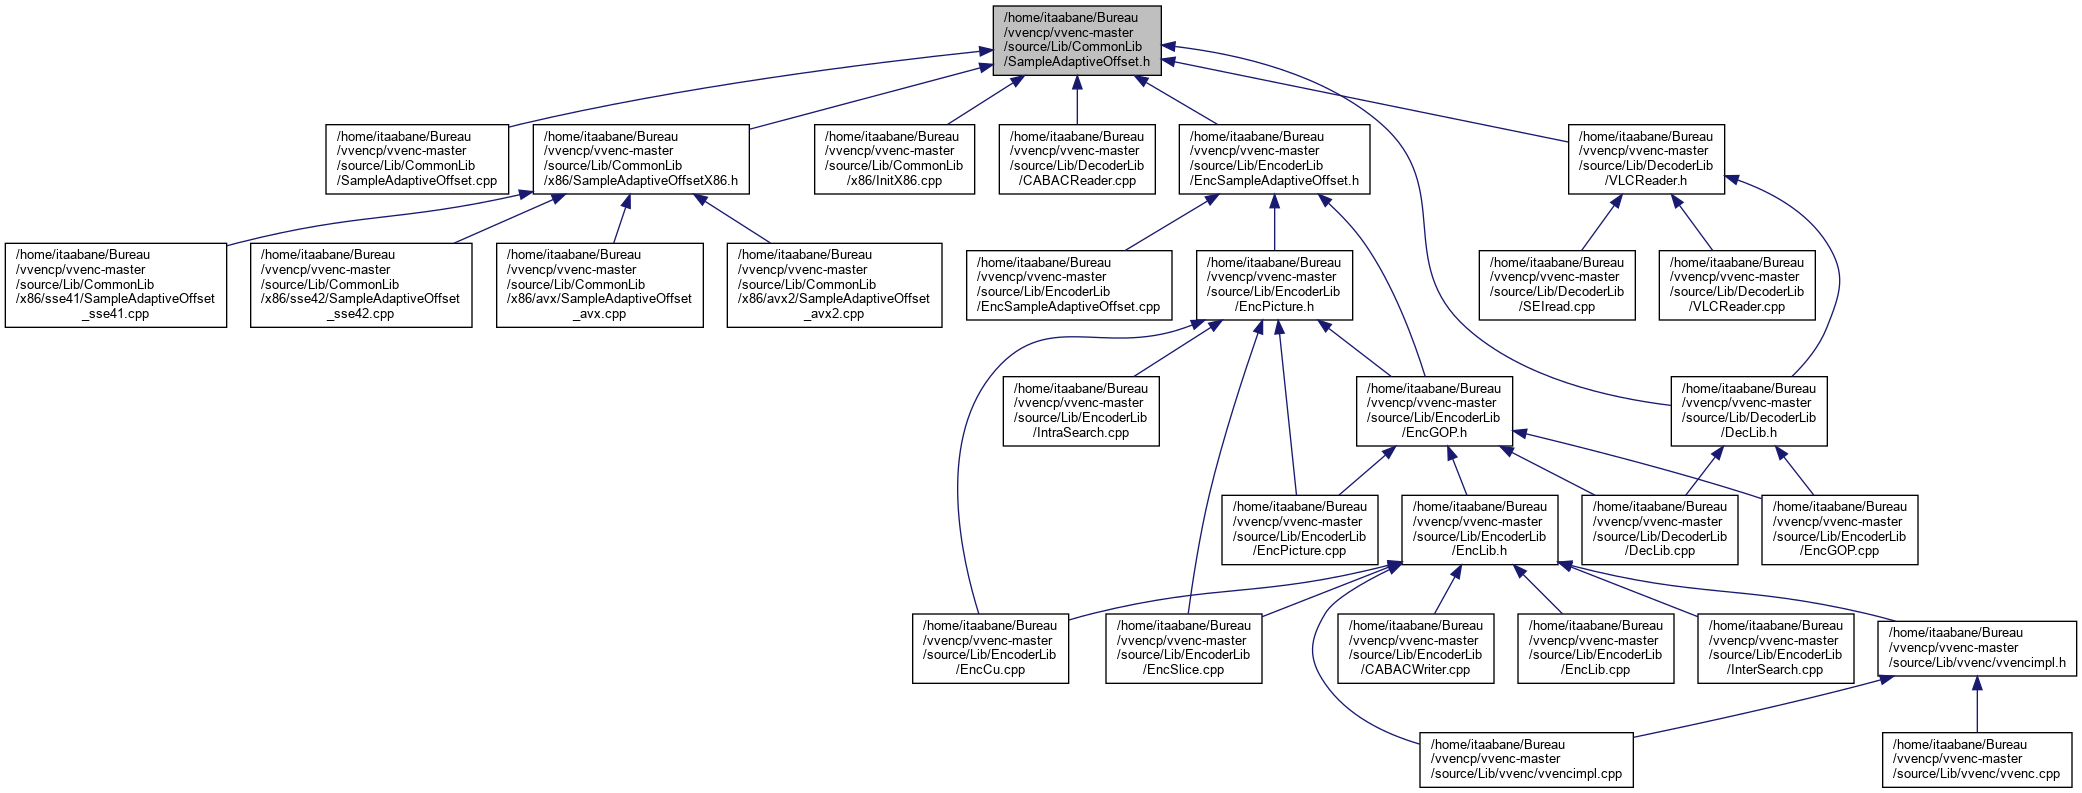 /home/itaabane/Bureau
/vvencp/vvenc-master
/source/Lib/CommonLib
/SampleAdaptiveOffset.h
/home/itaabane/Bureau
/vvencp/vvenc-master
/source/Lib/CommonLib
/SampleAdaptiveOffset.cpp
/home/itaabane/Bureau
/vvencp/vvenc-master
/source/Lib/CommonLib
/x86/SampleAdaptiveOffsetX86.h
/home/itaabane/Bureau
/vvencp/vvenc-master
/source/Lib/CommonLib
/x86/InitX86.cpp
/home/itaabane/Bureau
/vvencp/vvenc-master
/source/Lib/DecoderLib
/CABACReader.cpp
/home/itaabane/Bureau
/vvencp/vvenc-master
/source/Lib/EncoderLib
/EncSampleAdaptiveOffset.h
/home/itaabane/Bureau
/vvencp/vvenc-master
/source/Lib/DecoderLib
/VLCReader.h
/home/itaabane/Bureau
/vvencp/vvenc-master
/source/Lib/CommonLib
/x86/sse41/SampleAdaptiveOffset
_sse41.cpp
/home/itaabane/Bureau
/vvencp/vvenc-master
/source/Lib/CommonLib
/x86/sse42/SampleAdaptiveOffset
_sse42.cpp
/home/itaabane/Bureau
/vvencp/vvenc-master
/source/Lib/CommonLib
/x86/avx/SampleAdaptiveOffset
_avx.cpp
/home/itaabane/Bureau
/vvencp/vvenc-master
/source/Lib/CommonLib
/x86/avx2/SampleAdaptiveOffset
_avx2.cpp
/home/itaabane/Bureau
/vvencp/vvenc-master
/source/Lib/EncoderLib
/EncSampleAdaptiveOffset.cpp
/home/itaabane/Bureau
/vvencp/vvenc-master
/source/Lib/EncoderLib
/EncPicture.h
/home/itaabane/Bureau
/vvencp/vvenc-master
/source/Lib/DecoderLib
/SEIread.cpp
/home/itaabane/Bureau
/vvencp/vvenc-master
/source/Lib/DecoderLib
/VLCReader.cpp
/home/itaabane/Bureau
/vvencp/vvenc-master
/source/Lib/EncoderLib
/IntraSearch.cpp
/home/itaabane/Bureau
/vvencp/vvenc-master
/source/Lib/EncoderLib
/EncGOP.h
/home/itaabane/Bureau
/vvencp/vvenc-master
/source/Lib/DecoderLib
/DecLib.h
/home/itaabane/Bureau
/vvencp/vvenc-master
/source/Lib/EncoderLib
/EncPicture.cpp
/home/itaabane/Bureau
/vvencp/vvenc-master
/source/Lib/EncoderLib
/EncLib.h
/home/itaabane/Bureau
/vvencp/vvenc-master
/source/Lib/DecoderLib
/DecLib.cpp
/home/itaabane/Bureau
/vvencp/vvenc-master
/source/Lib/EncoderLib
/EncGOP.cpp
/home/itaabane/Bureau
/vvencp/vvenc-master
/source/Lib/EncoderLib
/EncCu.cpp
/home/itaabane/Bureau
/vvencp/vvenc-master
/source/Lib/EncoderLib
/EncSlice.cpp
/home/itaabane/Bureau
/vvencp/vvenc-master
/source/Lib/EncoderLib
/CABACWriter.cpp
/home/itaabane/Bureau
/vvencp/vvenc-master
/source/Lib/EncoderLib
/EncLib.cpp
/home/itaabane/Bureau
/vvencp/vvenc-master
/source/Lib/EncoderLib
/InterSearch.cpp
/home/itaabane/Bureau
/vvencp/vvenc-master
/source/Lib/vvenc/vvencimpl.h
/home/itaabane/Bureau
/vvencp/vvenc-master
/source/Lib/vvenc/vvencimpl.cpp
/home/itaabane/Bureau
/vvencp/vvenc-master
/source/Lib/vvenc/vvenc.cpp